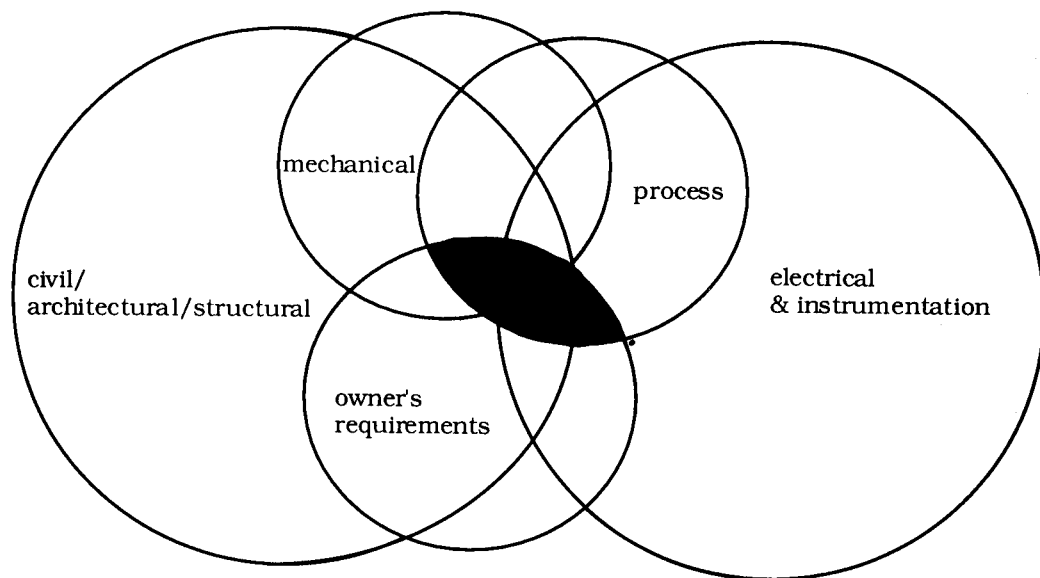 mechanical
process
civil/
architectural/structural
electrical
& instrumentation
owner's
requirements